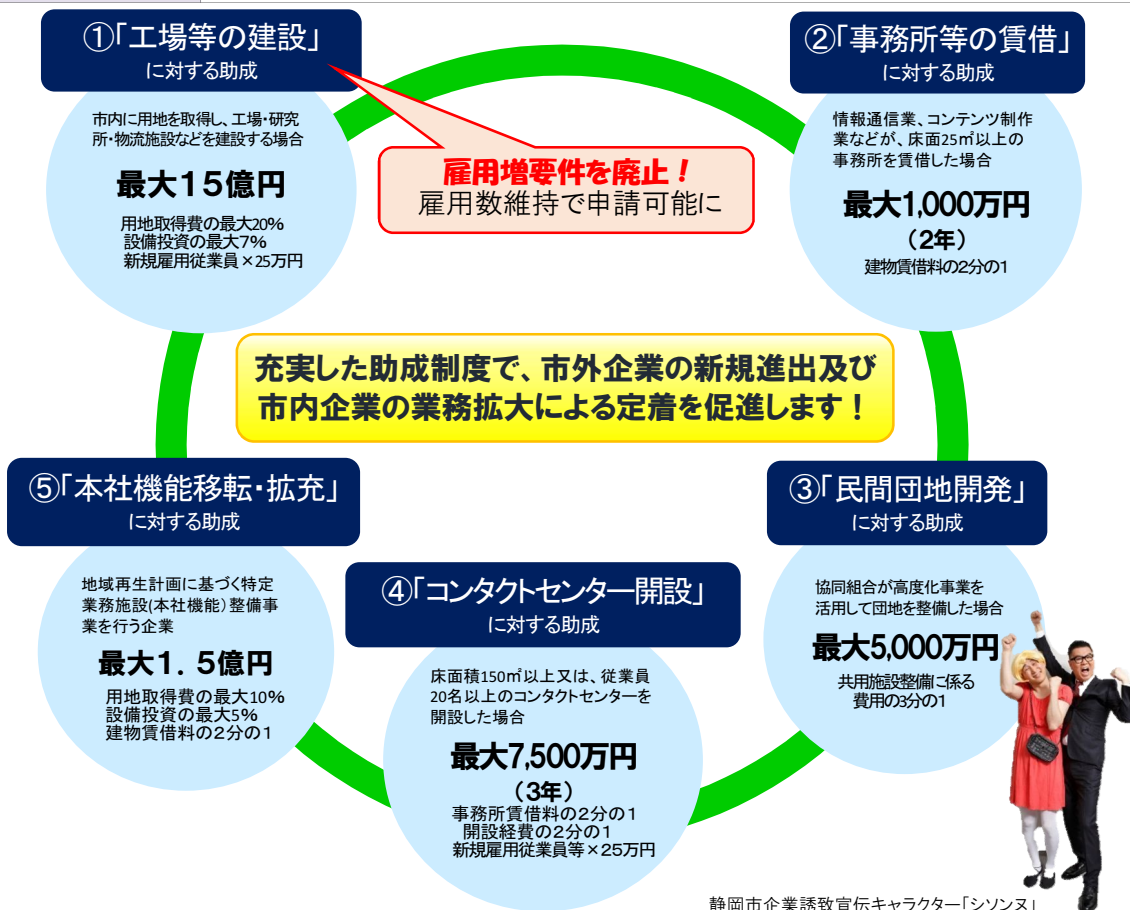 ①「工場等の建設」
に対する助成
市内に用地を取得し、工場・研究
所・物流施設などを建設する場合
最大15億円
用地取得費の最大20%
設備投資の最大7%
新規雇用従業員×25万円
雇用増要件を廃止！
雇用数維持で申請可能に
②「事務所等の賃借」
に対する助成
情報通信業、コンテンツ制作
業などが、床面25㎡以上の
事務所を賃借した場合
最大1,000万円
（2年）
建物賃借料の2分の1
充実した助成制度で、市外企業の新規進出及び
市内企業の業務拡大による定着を促進します！
③「民間団地開発」
に対する助成
協同組合が高度化事業を
活用して団地を整備した場合
最大5,000万円
共用施設整備に係る
費用の3分の1
④「コンタクトセンター開設」
に対する助成
床面積150㎡以上又は、従業員
20名以上のコンタクトセンターを
開設した場合
最大7,500万円
（3年）
事務所賃借料の2分の1
開設経費の2分の1
新規雇用従業員等×25万円
⑤「本社機能移転・拡充」
に対する助成
地域再生計画に基づく特定
業務施設(本社機能)整備事
業を行う企業
最大1．5億円
用地取得費の最大10%
設備投資の最大5%
建物賃借料の2分の1
静岡市企業誘致宣伝キャラクター「シソンヌ」